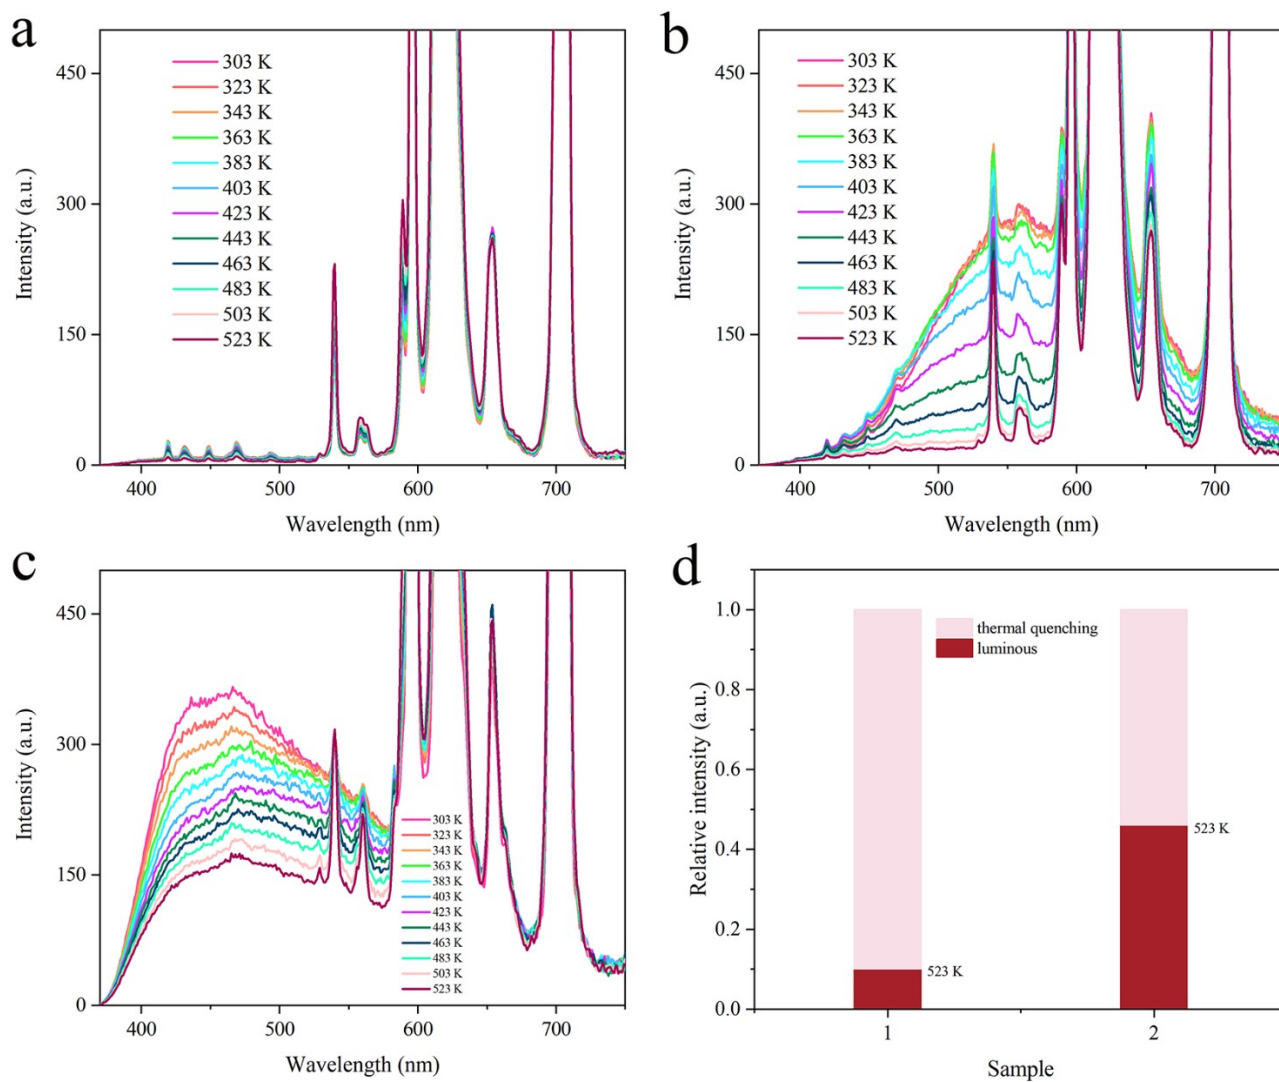 a
450
300
150
0
400
500
600
700
Intensity (a.u.)
Wavelength (nm)
303 K
323 K
343 K
363 K
383 K
403 K
423 K
443 K
463 K
483 K
503 K
523 K
b
450
300
150
0
400
500
600
700
Intensity (a.u.)
Wavelength (nm)
303 K
323 K
343 K
363 K
383 K
403 K
423 K
443 K
463 K
483 K
503 K
523 K
c
450
300
150
0
400
500
600
700
Intensity (a.u.)
Wavelength (nm)
303 K
323 K
343 K
363 K
383 K
403 K
423 K
443 K
463 K
483 K
503 K
523 K
d
1.0
0.8
0.6
0.4
0.2
0.0
Relative intensity (a.u.)
thermal quenching
luminous
523 K
523 K
1
2
Sample